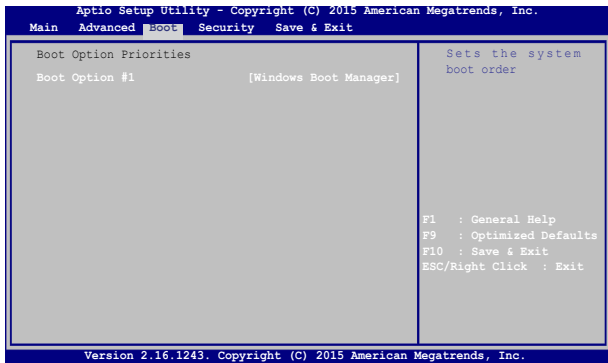 Aptio Setup Utility - Copyright (C) 2015 American Megatrends, Inc.
Main Advanced Boot Security Save & Exit
Boot Option Priorities
Boot Option #1 [Windows Boot Manager]
Sets the system
boot order
F1 : General Help
F9 : Optimized Defaults
F10 : Save & Exit
ESC/Right Click : Exit
Version 2.16.1243. Copyright (C) 2015 American Megatrends, Inc.